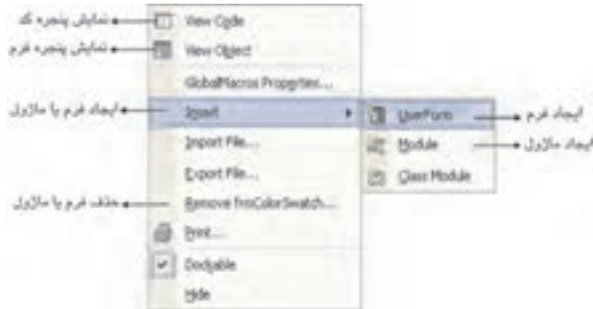 نمایش پنجره کد
View Code
نمایش پنجره فرم
View Object
GlobalMacros Properties...
ایجاد فرم یا ماژول
Insert
UserForm
ایجاد فرم
Import File...
Module
ایجاد ماژول
Export File...
Class Module
حذف فرم یا ماژول
Remove frmColorSwatch...
Print...
Dockable
Hide